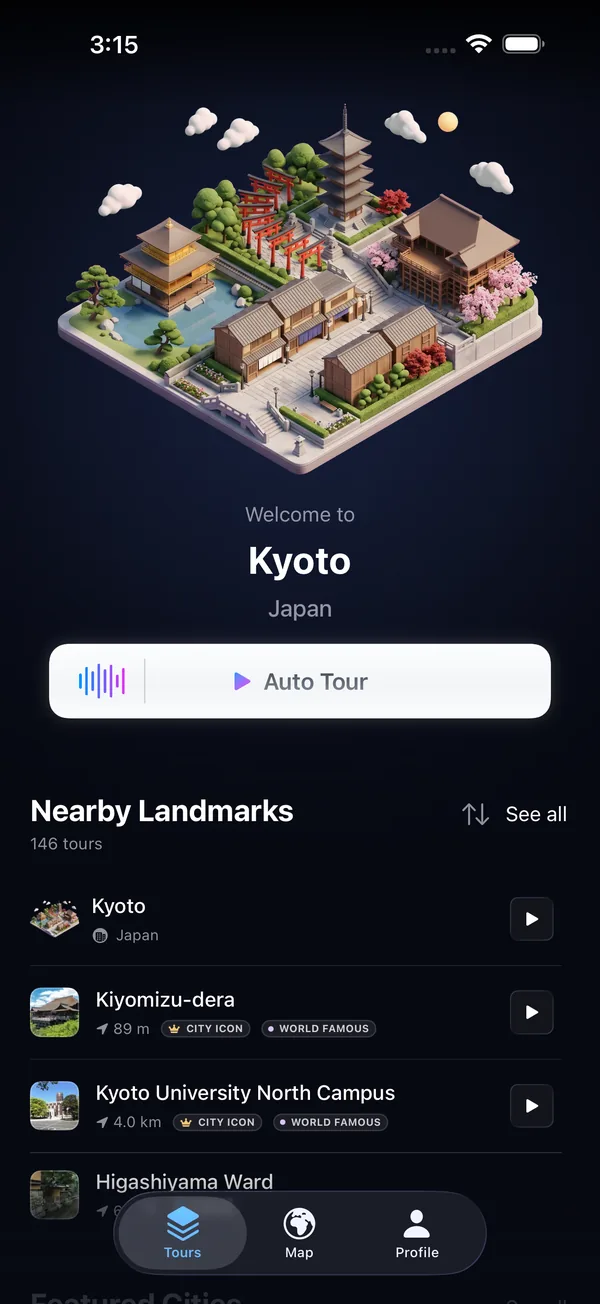 3:15
Welcome to
Kyoto
Japan
Auto Tour
Nearby Landmarks
See all
146 tours
Kyoto
Japan
Kiyomizu-dera
89 m CITY ICON WORLD FAMOUS
Kyoto University North Campus
4.0 km CITY ICON WORLD FAMOUS
Higashiyama Ward
Tours Map Profile
Featured Cities